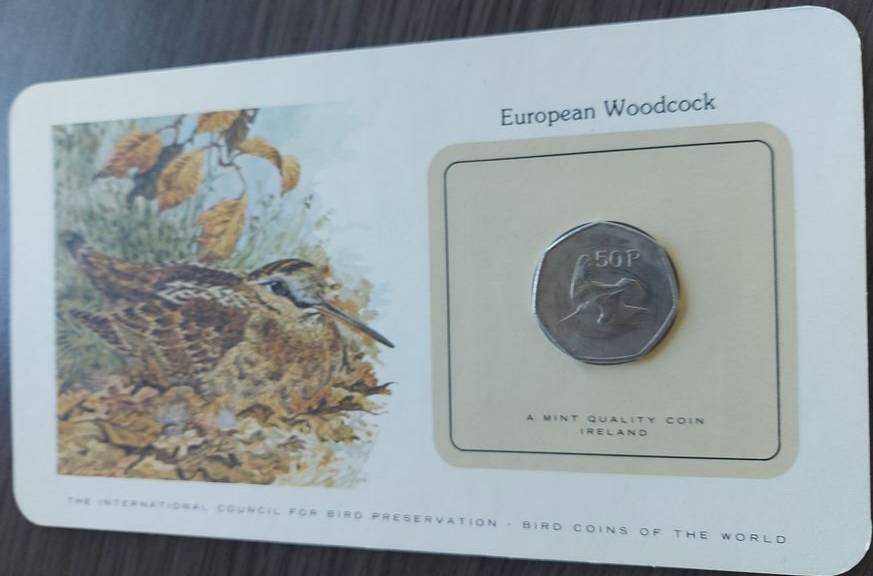 European Woodcock
50P
A MINT QUALITY COIN
IRELAND
THE INTERNATIONAL COUNCIL FOR BIRD PRESERVATION - BIRD COINS OF THE WORLD